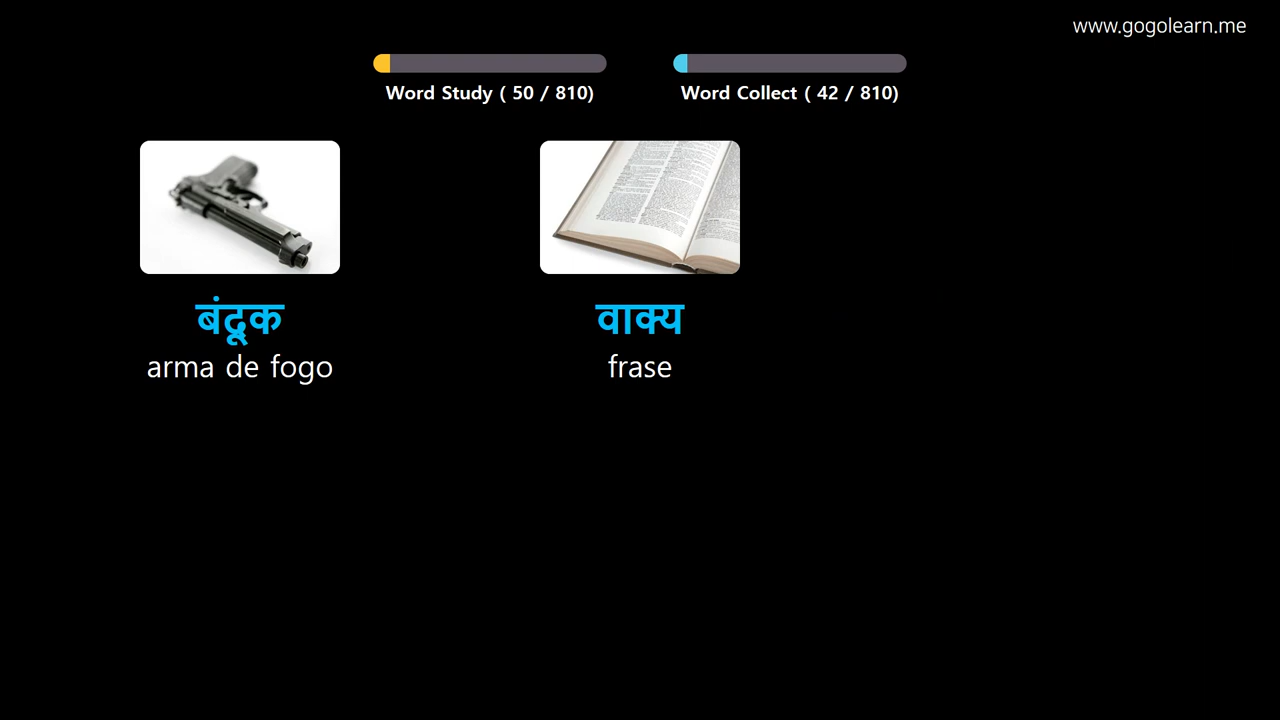 www.gogolearn.me
Word Study ( 50 / 810)
Word Collect ( 42 / 810)
बंदूक
arma de fogo
वाक्य
frase